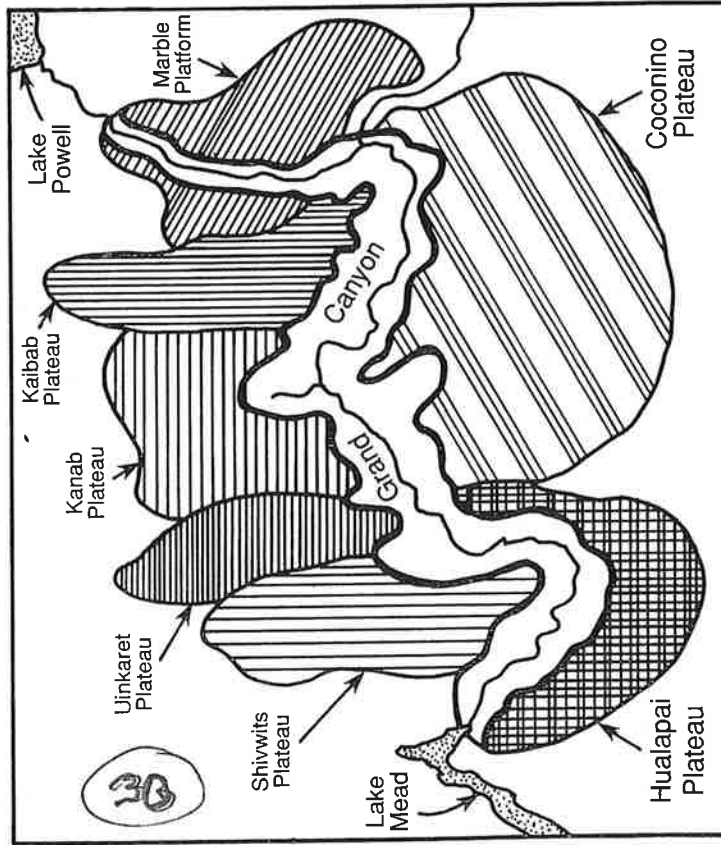 Lake
Powell
Marble
Platform
Kaibab
Plateau
Kanab
Plateau
Uinkaret
Plateau
Shivwits
Plateau
Grand
Canyon
Coconino
Plateau
Hualapai
Plateau
Lake
Mead